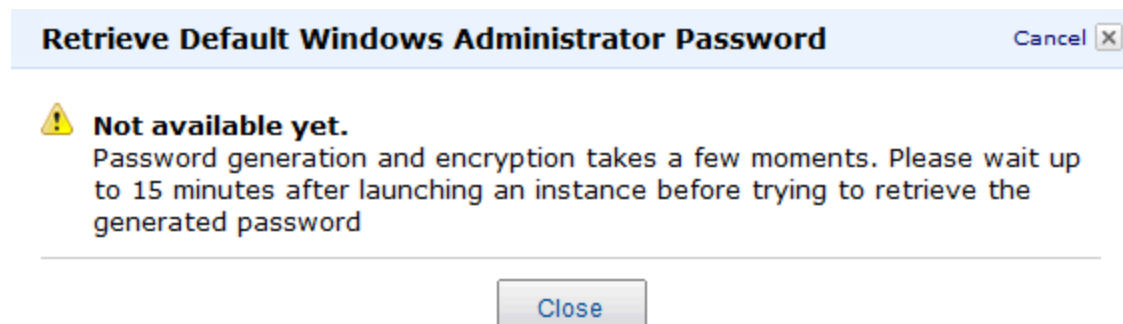 Retrieve Default Windows Administrator Password
Cancel
Not available yet.
Password generation and encryption takes a few moments. Please wait up
to 15 minutes after launching an instance before trying to retrieve the
generated password
Close